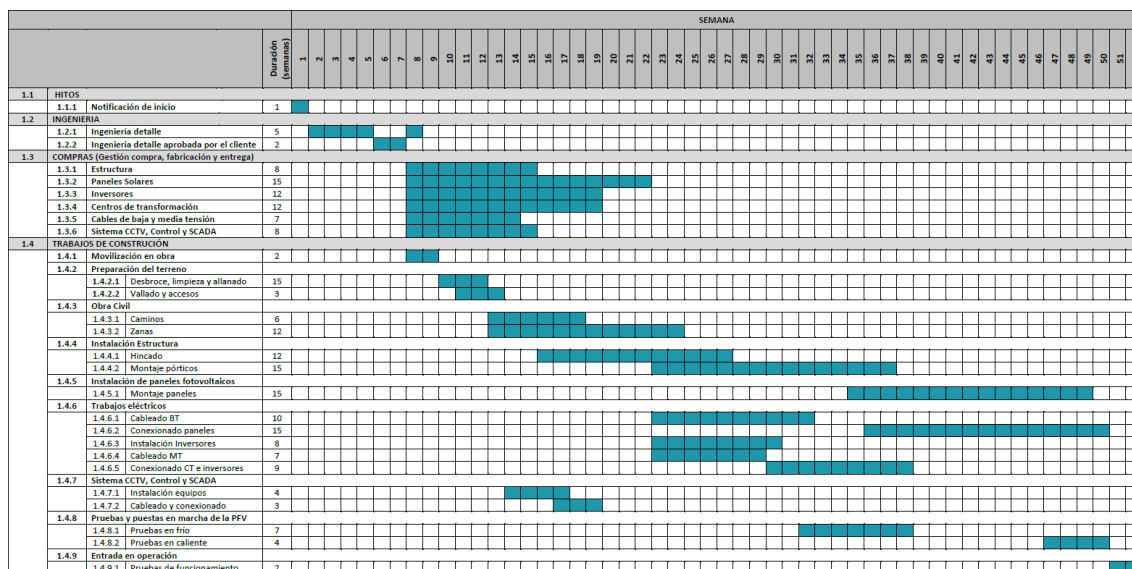 SEMANA
Duración (semanas) 1 2 3 4 5 6 7 8 9 10 11 12 13 14 15 16 17 18 19 20 21 22 23 24 25 26 27 28 29 30 31 32 33 34 35 36 37 38 39 40 41 42 43 44 45 46 47 48 49 50 51
1.1 HITOS
1.1.1 Notificación de inicio 1
1.2 INGENIERIA
1.2.1 Ingeniería detalle 5
1.2.2 Ingeniería detalle aprobada por el cliente 2
1.3 COMPRAS (Gestión compra, fabricación y entrega)
1.3.1 Estructura 8
1.3.2 Paneles Solares 15
1.3.3 Inversores 12
1.3.4 Centros de transformación 12
1.3.5 Cables de baja y media tensión 7
1.3.6 Sistema CCTV, Control y SCADA 8
1.4 TRABAJOS DE CONSTRUCIÓN
1.4.1 Movilización en obra 2
1.4.2 Preparación del terreno
1.4.2.1 Desbroce, limpieza y allanado 15
1.4.2.2 Vallado y accesos 3
1.4.3 Obra Civil
1.4.3.1 Caminos 6
1.4.3.2 Zanas 12
1.4.4 Instalación Estructura
1.4.4.1 Hincado 12
1.4.4.2 Montaje pórticos 15
1.4.5 Instalación de paneles fotovoltaicos
1.4.5.1 Montaje paneles 15
1.4.6 Trabajos eléctricos
1.4.6.1 Cableado BT 10
1.4.6.2 Conexionado paneles 15
1.4.6.3 Instalación Inversores 8
1.4.6.4 Cableado MT 7
1.4.6.5 Conexionado CT e inversores 9
1.4.7 Sistema CCTV, Control y SCADA
1.4.7.1 Instalación equipos 4
1.4.7.2 Cableado y conexionado 3
1.4.8 Pruebas y puestas en marcha de la PFV
1.4.8.1 Pruebas en frío 7
1.4.8.2 Pruebas en caliente 4
1.4.9 Entrada en operación
1.4.9.1 Pruebas de funcionamiento 2